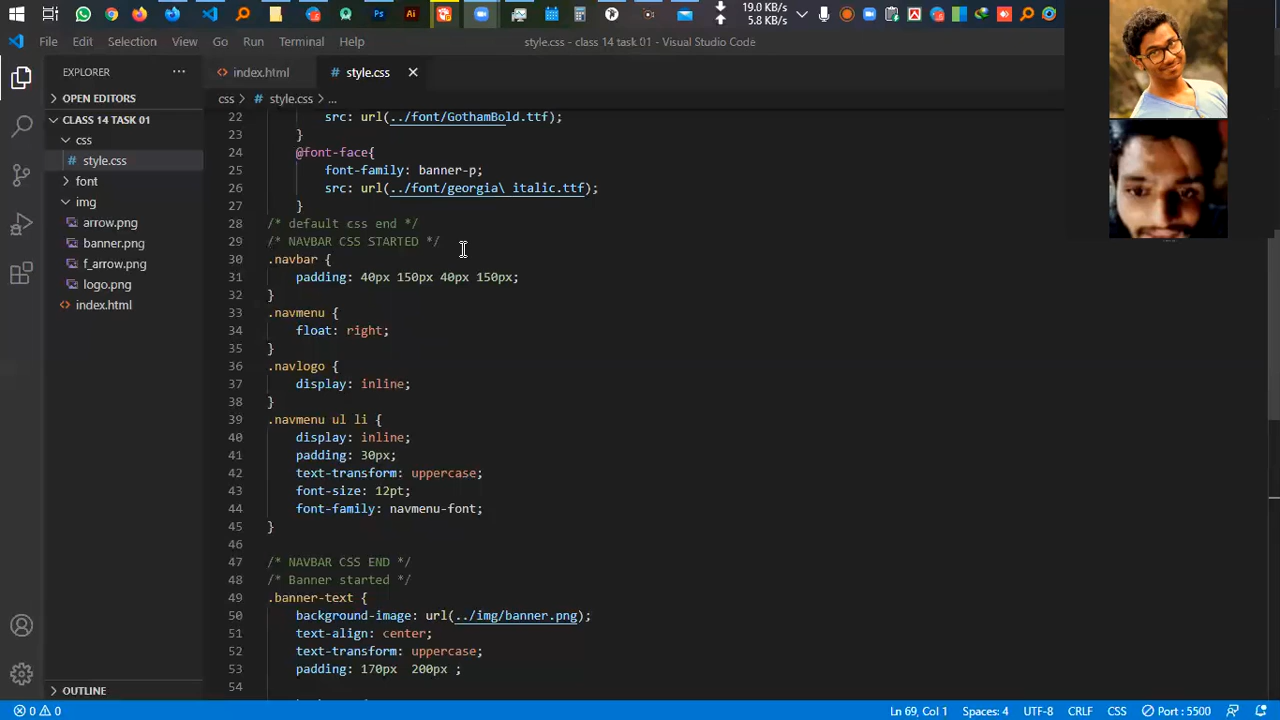 19.0 KB/s
5.8 KB/s
File Edit Selection View Go Run Terminal Help
style.css - class 14 task 01 - Visual Studio Code
EXPLORER
index.html
style.css
OPEN EDITORS
css > # style.css > ...
CLASS 14 TASK 01
css
# style.css
font
img
arrow.png
banner.png
f_arrow.png
logo.png
index.html
OUTLINE
22 src: url(../font/GothamBold.ttf);
23 }
24 @font-face{
25 font-family: banner-p;
26 src: url(../font/georgia\ italic.ttf);
27 }
28 /* default css end */
29 /* NAVBAR CSS STARTED */
30 .navbar {
31 padding: 40px 150px 40px 150px;
32 }
33 .navmenu {
34 float: right;
35 }
36 .navlogo {
37 display: inline;
38 }
39 .navmenu ul li {
40 display: inline;
41 padding: 30px;
42 text-transform: uppercase;
43 font-size: 12pt;
44 font-family: navmenu-font;
45 }
46
47 /* NAVBAR CSS END */
48 /* Banner started */
49 .banner-text {
50 background-image: url(../img/banner.png);
51 text-align: center;
52 text-transform: uppercase;
53 padding: 170px  200px ;
54
0 0
Ln 69, Col 1 Spaces: 4 UTF-8 CRLF CSS Port : 5500